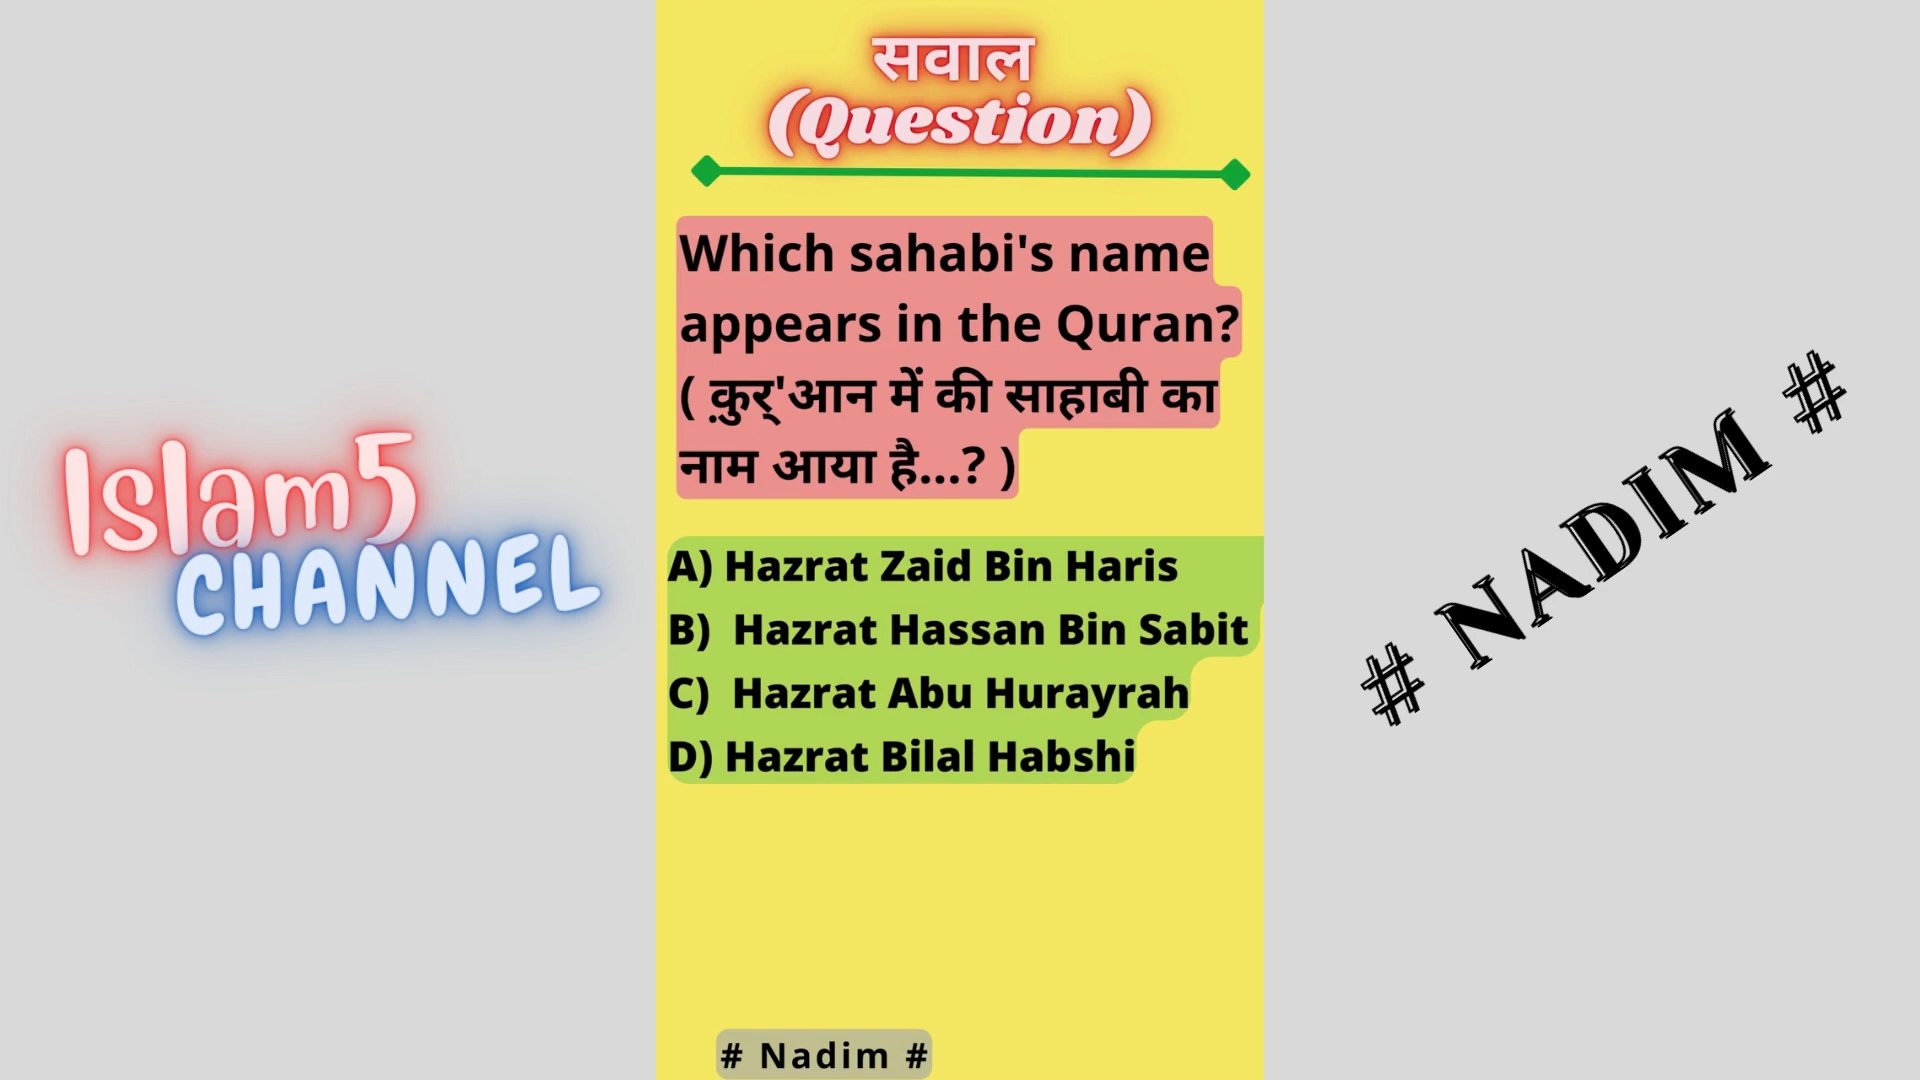 सवाल
(Question)
Which sahabi's name
appears in the Quran?
( क़ुर्'आन में की साहाबी का
नाम आया है...? )
A) Hazrat Zaid Bin Haris
B) Hazrat Hassan Bin Sabit
C) Hazrat Abu Hurayrah
D) Hazrat Bilal Habshi
# Nadim #
Islam5
CHANNEL
# NADIM #